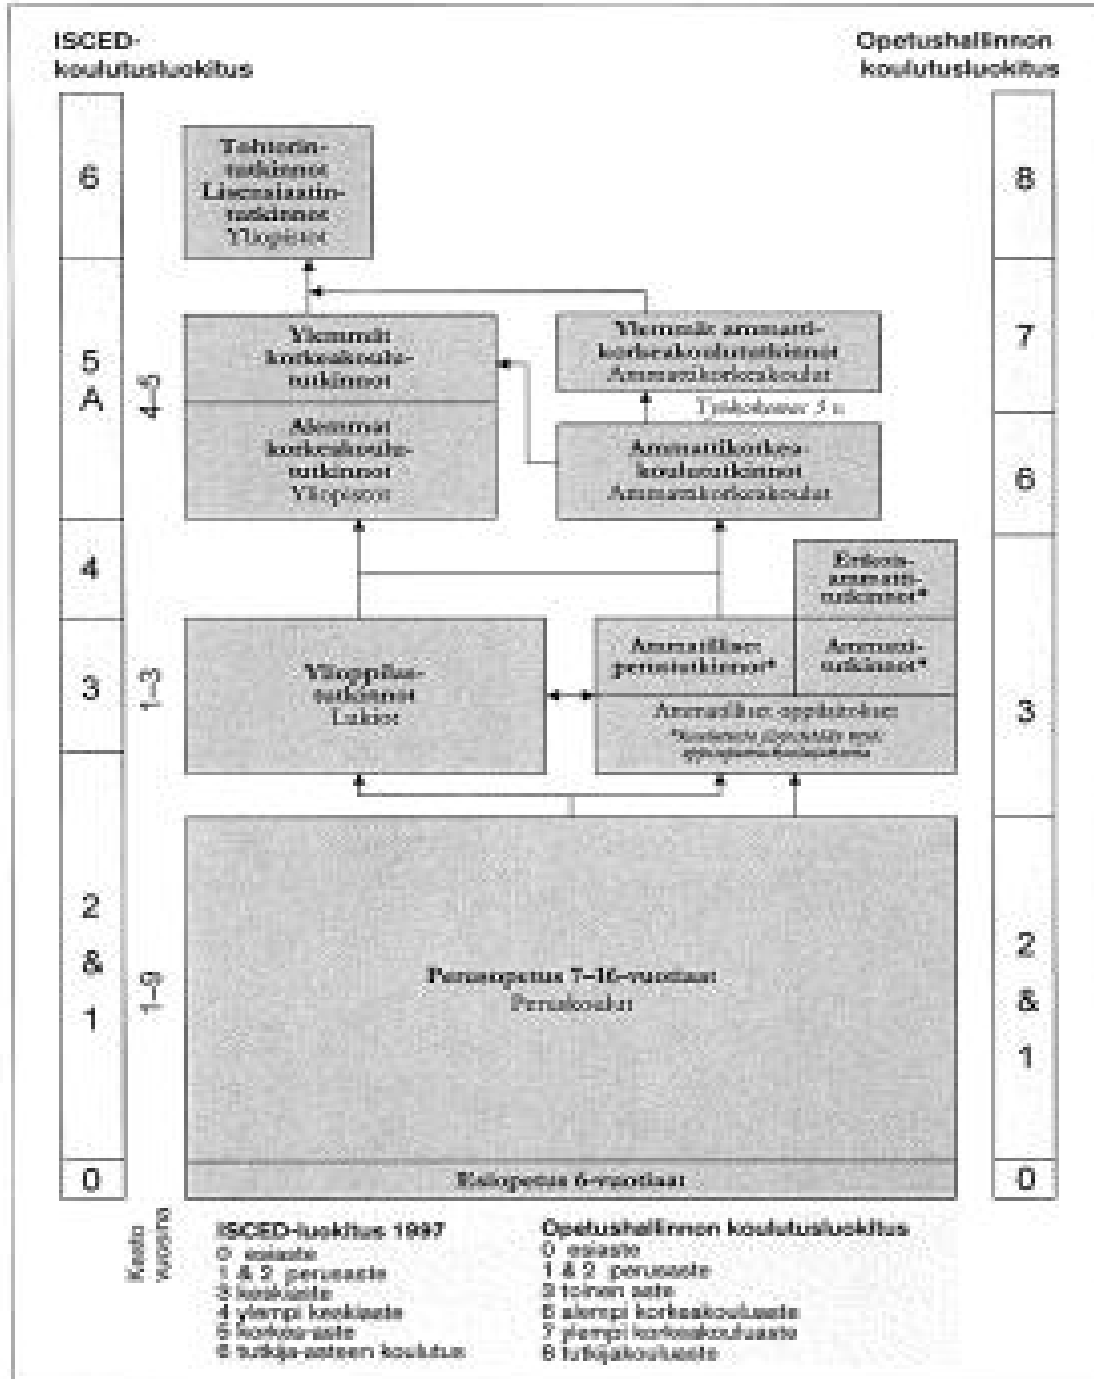 ISCED-
koulutusluokitus
Opetushallinnon
koulutusluokitus
6
5
A
4
3
2
&
1
0
4–5
1–3
1–9
Kesto
vuosina
Tohtorin-
tutkinnot
Lisensiaatin-
tutkinnot
Yliopistot
Ylemmät
korkeakoulu-
tutkinnot
Alemmat
korkeakoulu-
tutkinnot
Yliopistot
Ylemmät ammatti-
korkeakoulututkinnot
Ammattikorkeakoulut
Työkokemus 3 v.
Ammattikorkea-
koulututkinnot
Ammattikorkeakoulut
Erikois-
ammatti-
tutkinnot*
Ylioppilas-
tutkinnot
Lukiot
Ammatilliset
perustutkinnot*
Ammatti-
tutkinnot*
Ammatilliset oppilaitokset
Perusopetus 7–16-vuotiaat
Peruskoulut
Esiopetus 6-vuotiaat
8
7
6
3
2
&
1
0
ISCED-luokitus 1997
0 esiaste
1 & 2 perusaste
3 keskiaste
4 ylempi keskiaste
5 korkea-aste
6 tutkija-asteen koulutus
Opetushallinnon koulutusluokitus
0 esiaste
1 & 2 perusaste
3 toinen aste
6 alempi korkeakouluaste
7 ylempi korkeakouluaste
8 tutkijakouluaste